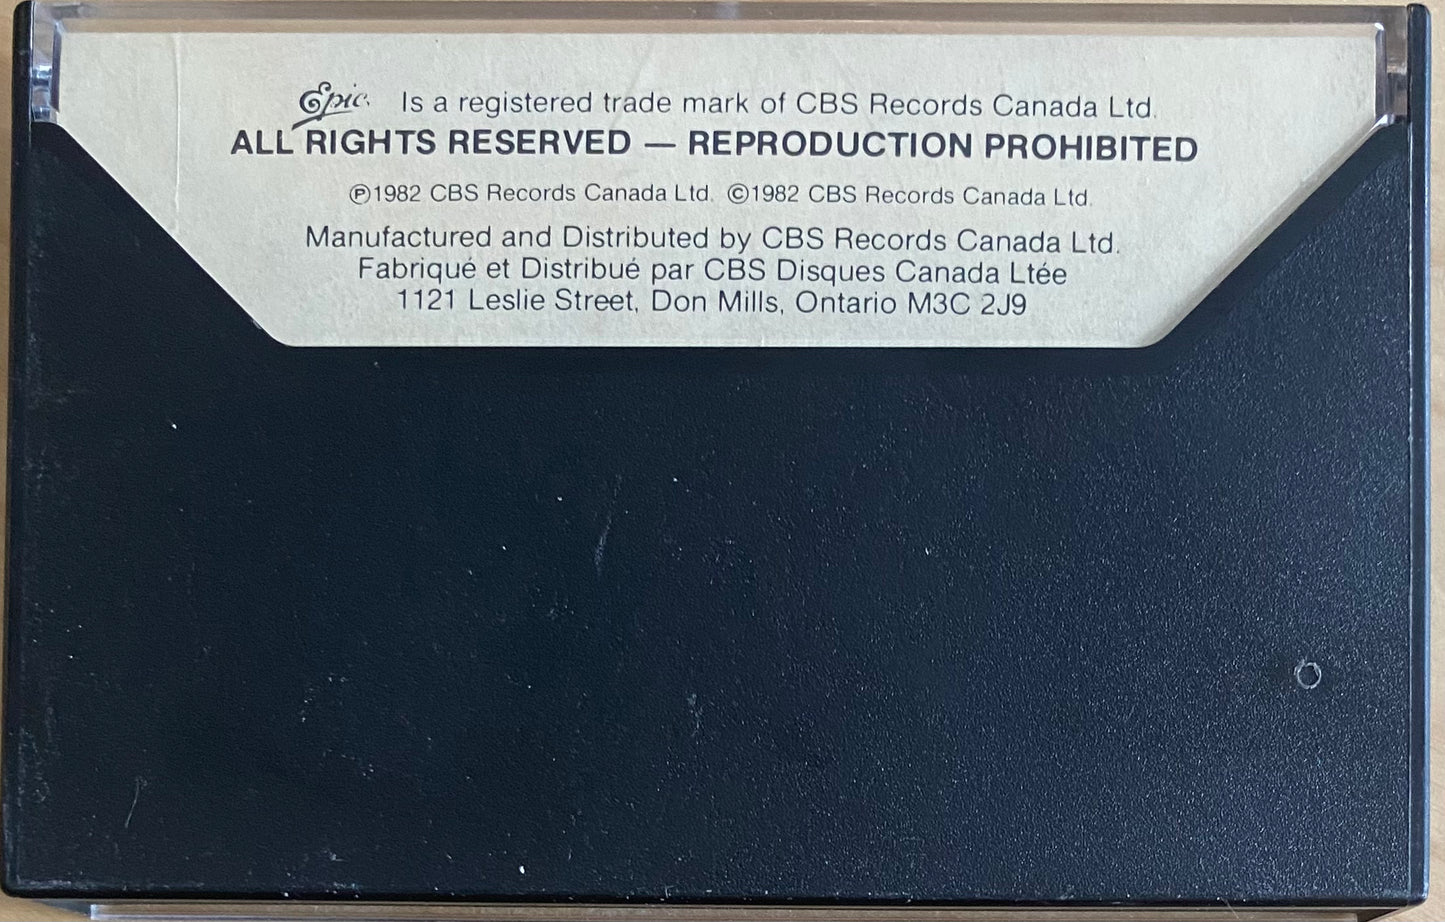 Epic. Is a registered trade mark of CBS Records Canada Ltd.
ALL RIGHTS RESERVED — REPRODUCTION PROHIBITED
℗1982 CBS Records Canada Ltd. ©1982 CBS Records Canada Ltd.
Manufactured and Distributed by CBS Records Canada Ltd.
Fabriqué et Distribué par CBS Disques Canada Ltée
1121 Leslie Street, Don Mills, Ontario M3C 2J9